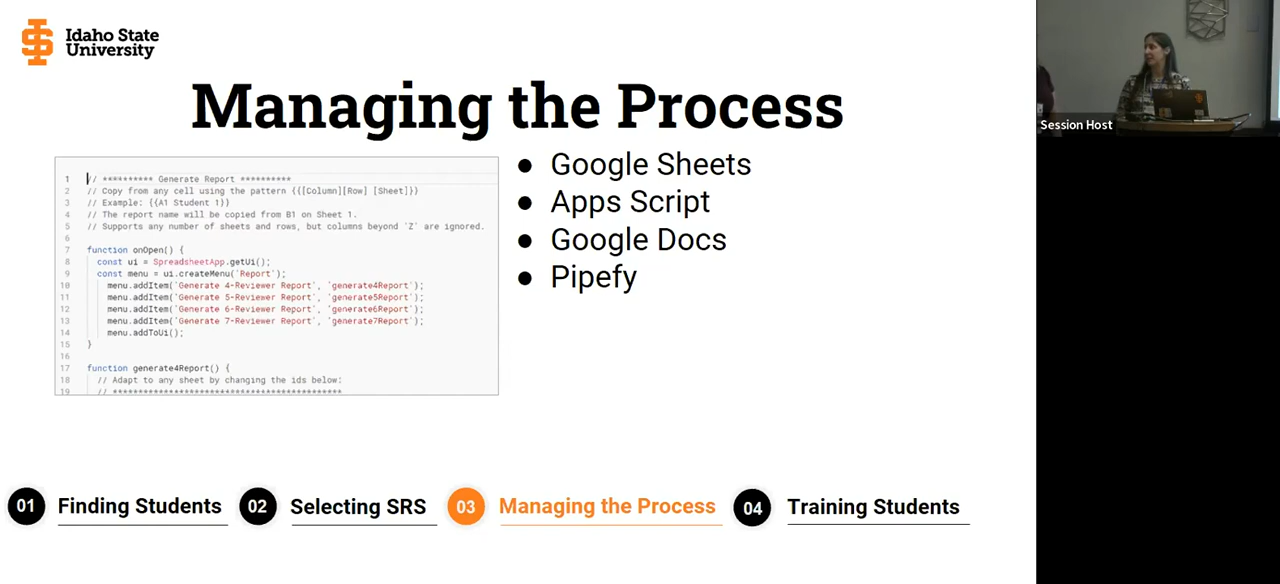 Idaho State
University
Managing the Process
1 // ********** Generate Report **********
2 // Copy from any cell using the pattern {{[Column][Row] [Sheet]}}
3 // Example: {{A1 Student 1}}
4 // The report name will be copied from B1 on Sheet 1.
5 // Supports any number of sheets and rows, but columns beyond `Z` are ignored.
6
7 function onOpen() {
8 const ui = SpreadsheetApp.getUi();
9 const menu = ui.createMenu('Report');
10 menu.addItem('Generate 4-Reviewer Report', 'generate4Report');
11 menu.addItem('Generate 5-Reviewer Report', 'generate5Report');
12 menu.addItem('Generate 6-Reviewer Report', 'generate6Report');
13 menu.addItem('Generate 7-Reviewer Report', 'generate7Report');
14 menu.addToUi();
15 }
16
17 function generate4Report() {
18 // Adapt to any sheet by changing the ids below:
19 // ******************************************
● Google Sheets
● Apps Script
● Google Docs
● Pipefy
Session Host
01 Finding Students 02 Selecting SRS 03 Managing the Process 04 Training Students